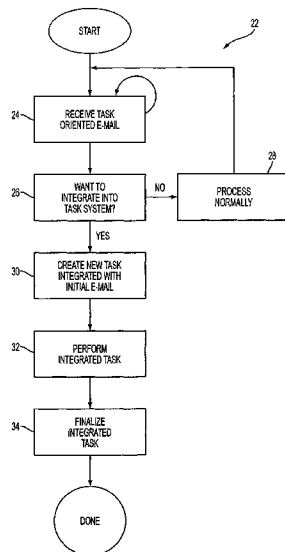 START
22
24
RECEIVE TASK
ORIENTED E-MAIL
26
WANT TO
INTEGRATE INTO
TASK SYSTEM?
NO
28
PROCESS
NORMALLY
YES
30
CREATE NEW TASK
INTEGRATED WITH
INITIAL E-MAIL
32
PERFORM
INTEGRATED TASK
34
FINALIZE
INTEGRATED
TASK
DONE